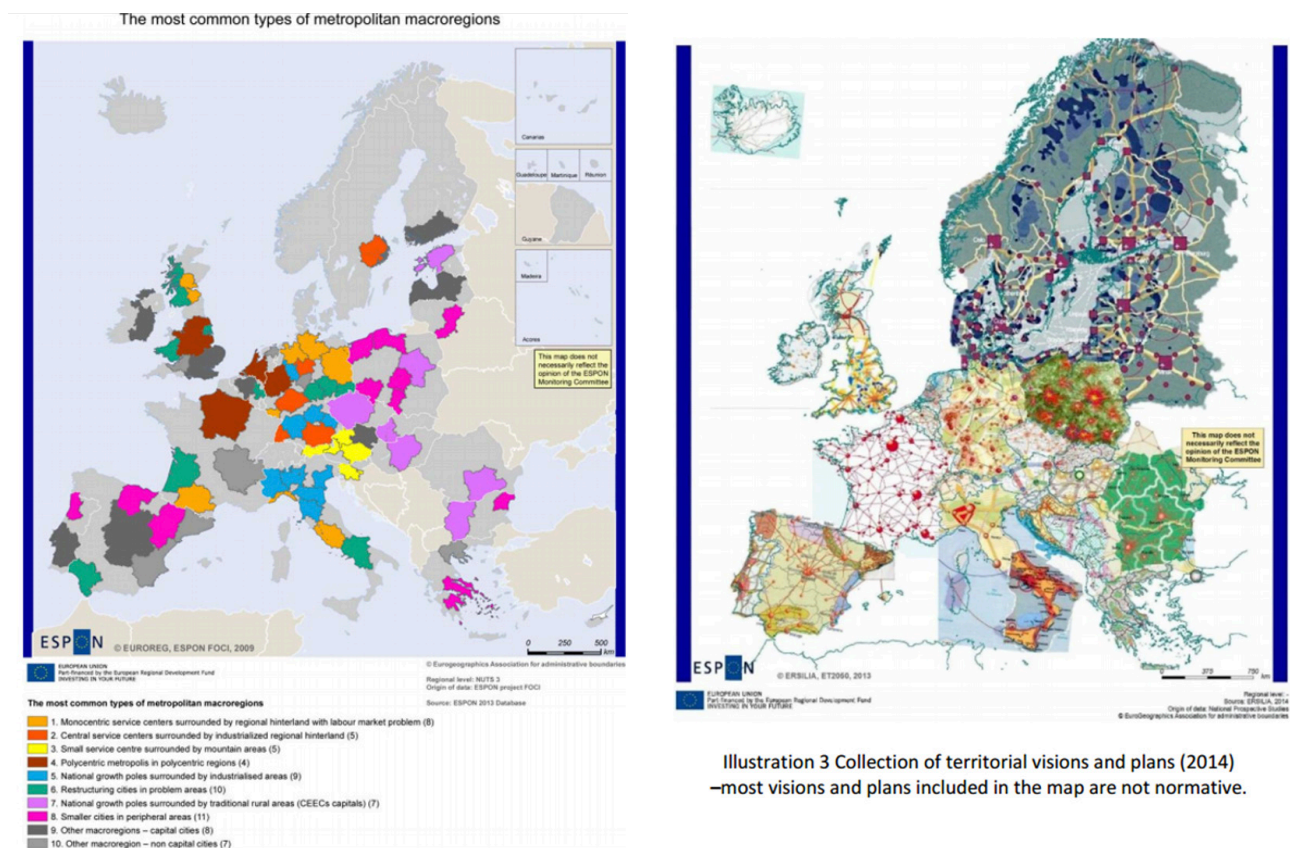 The most common types of metropolitan macroregions
Canarias
Guadeloupe Martinique Réunion
Guyane
Madeira
Acores
This map does not
necessarily reflect the
opinion of the ESPON
Monitoring Committee
ESPON
© EUROREG, ESPON FOCI, 2009
0 250 500
km
EUROPEAN UNION
Part-financed by the European Regional Development Fund
INVESTING IN YOUR FUTURE
© Eurogeographics Association for administrative boundaries
Regional level: NUTS 3
Origin of data: ESPON project FOCI
Source: ESPON 2013 Database
The most common types of metropolitan macroregions
1. Monocentric service centers surrounded by regional hinterland with labour market problem (8)
2. Central service centers surrounded by industrialized regional hinterland (5)
3. Small service centre surrounded by mountain areas (5)
4. Polycentric metropolis in polycentric regions (4)
5. National growth poles surrounded by industrialised areas (9)
6. Restructuring cities in problem areas (10)
7. National growth poles surrounded by traditional rural areas (CEECs capitals) (7)
8. Smaller cities in peripheral areas (11)
9. Other macroregions – capital cities (8)
10. Other macroregion – non capital cities (7)
This map does not
necessarily reflect the
opinion of the ESPON
Monitoring Committee
ESPON
© ERSILIA, ET2050, 2013
750
km
EUROPEAN UNION
Part-financed by the European Regional Development Fund
INVESTING IN YOUR FUTURE
Regional level: -
Source: ERSILIA, 2014
Origin of data: National Prospective Studies
© EuroGeographics Association for administrative boundaries
Illustration 3 Collection of territorial visions and plans (2014)
–most visions and plans included in the map are not normative.